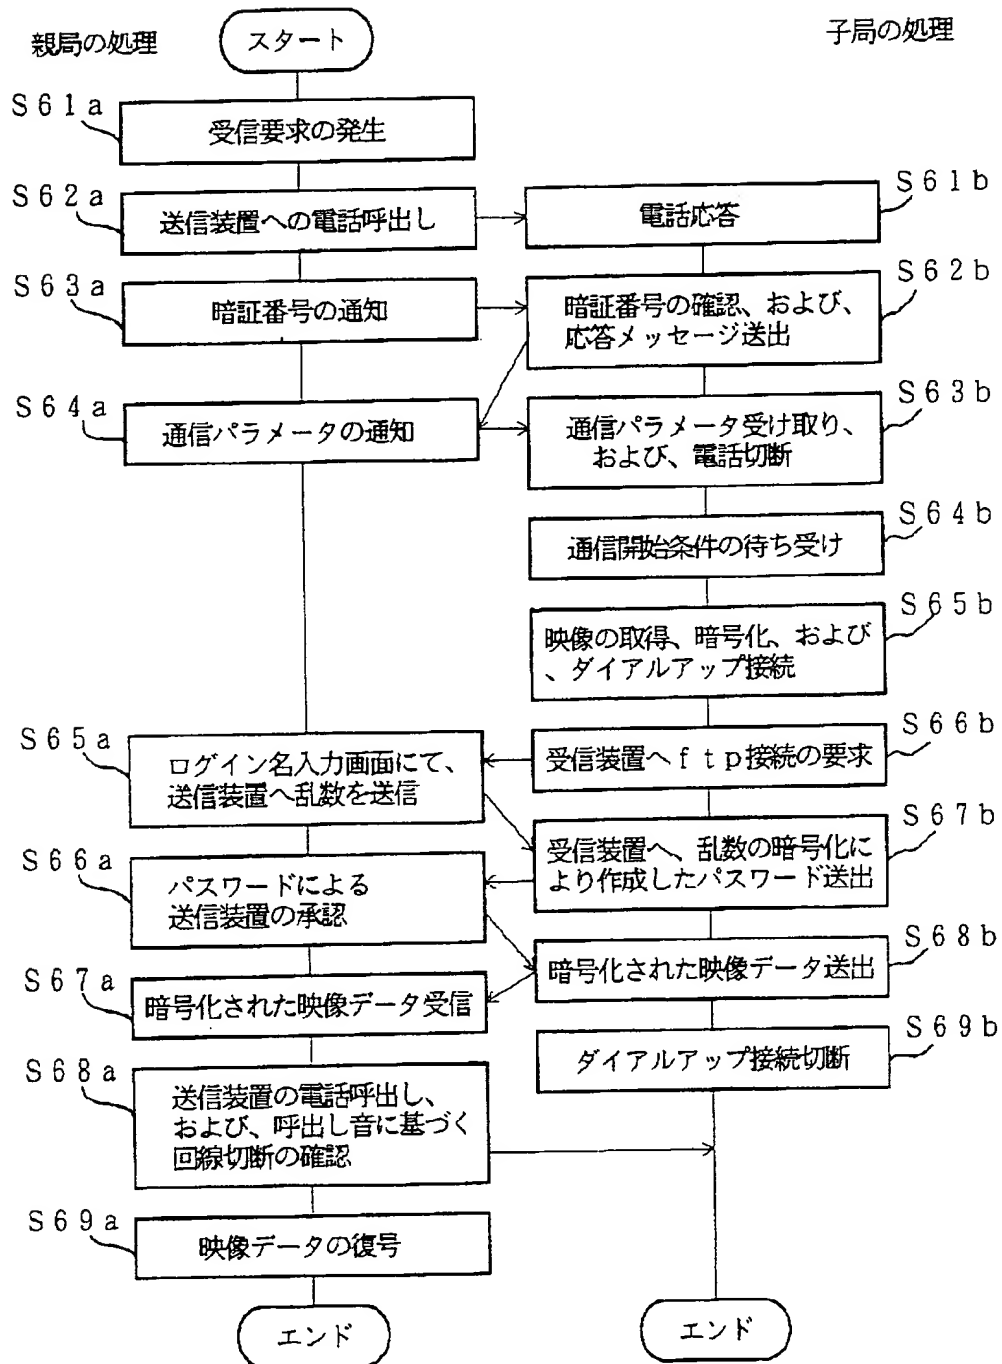 親局の処理
スタート
子局の処理
S61a
受信要求の発生
S62a
送信装置への電話呼出し
S61b
電話応答
S63a
暗証番号の通知
S62b
暗証番号の確認、および、
応答メッセージ送出
S64a
通信パラメータの通知
S63b
通信パラメータ受け取り、
および、電話切断
S64b
通信開始条件の待ち受け
S65b
映像の取得、暗号化、および
、ダイアルアップ接続
S65a
ログイン名入力画面にて、
送信装置へ乱数を送信
S66b
受信装置へftp接続の要求
S67b
受信装置へ、乱数の暗号化に
より作成したパスワード送出
S66a
パスワードによる
送信装置の承認
S68b
暗号化された映像データ送出
S67a
暗号化された映像データ受信
S69b
ダイアルアップ接続切断
S68a
送信装置の電話呼出し、
および、呼出し音に基づく
回線切断の確認
S69a
映像データの復号
エンド
エンド